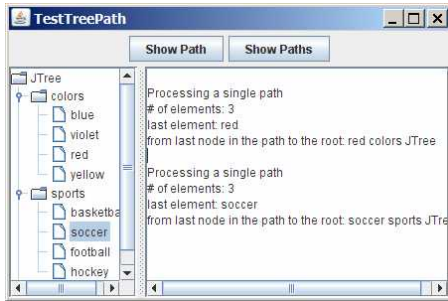 TestTreePath
Show Path Show Paths
JTree
colors
blue
violet
red
yellow
sports
basketba
soccer
football
hockey
Processing a single path
# of elements: 3
last element: red
from last node in the path to the root: red colors JTree
Processing a single path
# of elements: 3
last element: soccer
from last node in the path to the root: soccer sports JTre